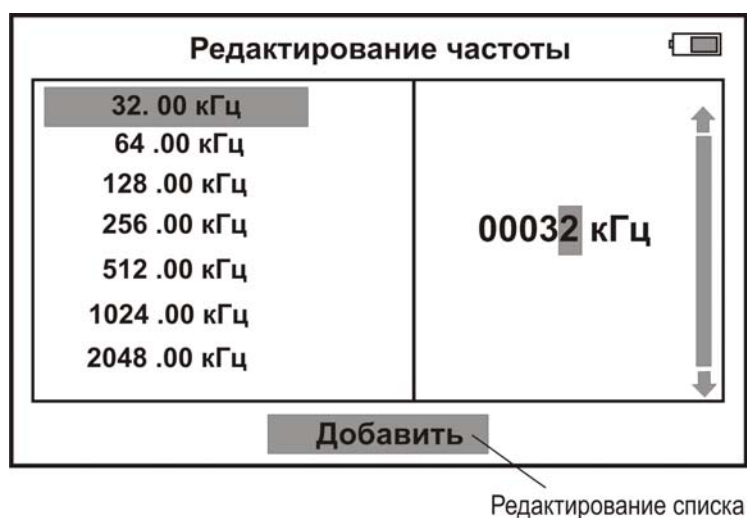 Редактирование частоты
32. 00 кГц
64 .00 кГц
128 .00 кГц
256 .00 кГц
512 .00 кГц
1024 .00 кГц
2048 .00 кГц
00032 кГц
Добавить
Редактирование списка